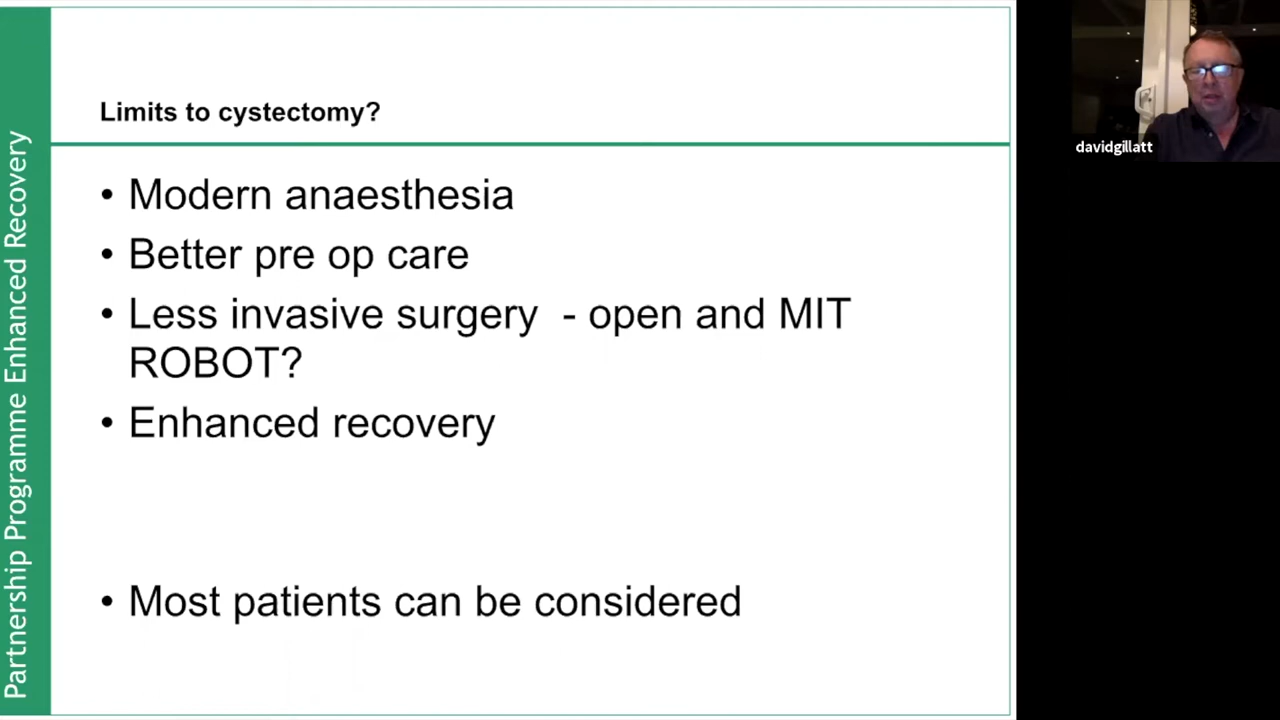 Partnership Programme Enhanced Recovery
Limits to cystectomy?
• Modern anaesthesia
• Better pre op care
• Less invasive surgery - open and MIT
ROBOT?
• Enhanced recovery
• Most patients can be considered
davidgillatt